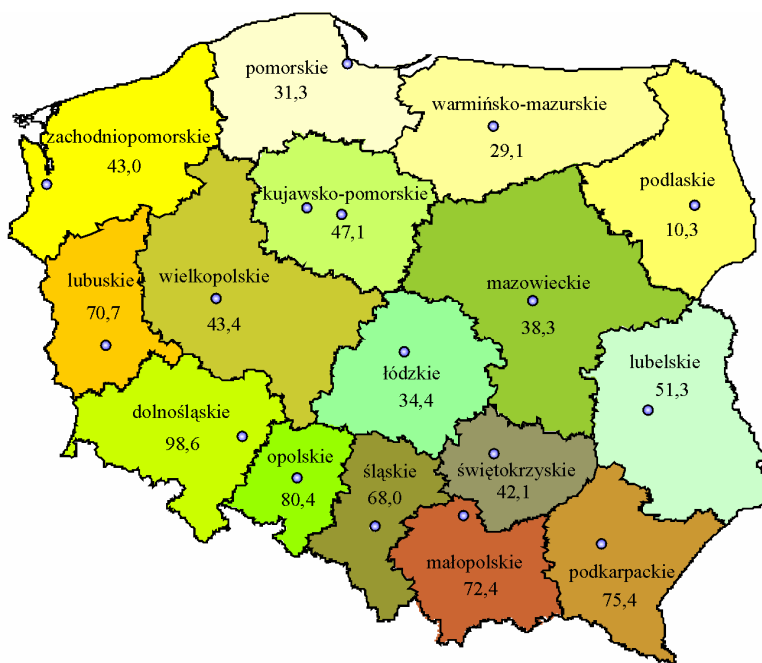 pomorskie
31,3
warmińsko-mazurskie
29,1
zachodniopomorskie
43,0
podlaskie
10,3
kujawsko-pomorskie
47,1
lubuskie
70,7
wielkopolskie
43,4
mazowieckie
38,3
łódzkie
34,4
lubelskie
51,3
dolnośląskie
98,6
opolskie
80,4
śląskie
68,0
świętokrzyskie
42,1
małopolskie
72,4
podkarpackie
75,4